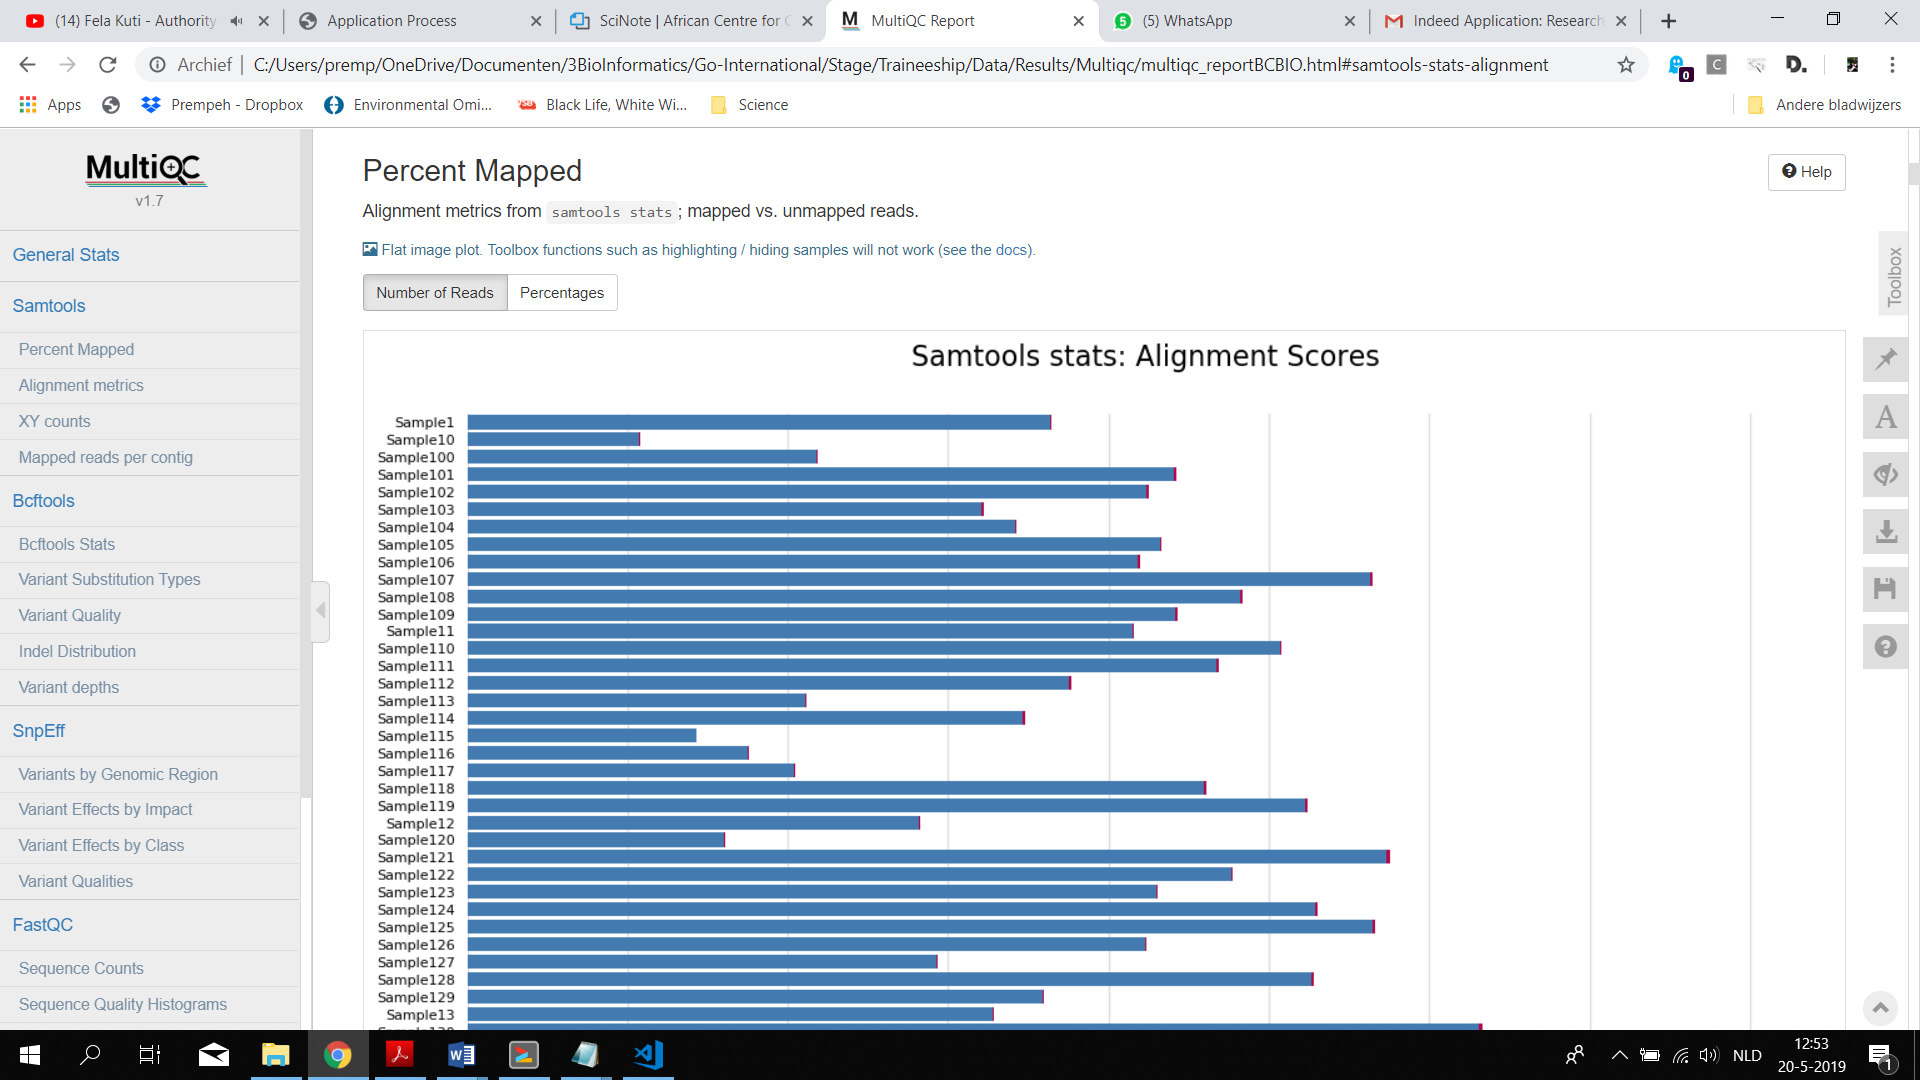 (14) Fela Kuti - Authority
Application Process
SciNote | African Centre for C
MultiQC Report
(5) WhatsApp
Indeed Application: Research
Archief | C:/Users/premp/OneDrive/Documenten/3BioInformatics/Go-International/Stage/Traineeship/Data/Results/Multiqc/multiqc_reportBCBIO.html#samtools-stats-alignment
0
C
D.
Apps
Prempeh - Dropbox
Environmental Omi...
Black Life, White Wi...
Science
Andere bladwijzers
MultiQC
v1.7
General Stats
Samtools
Percent Mapped
Alignment metrics
XY counts
Mapped reads per contig
Bcftools
Bcftools Stats
Variant Substitution Types
Variant Quality
Indel Distribution
Variant depths
SnpEff
Variants by Genomic Region
Variant Effects by Impact
Variant Effects by Class
Variant Qualities
FastQC
Sequence Counts
Sequence Quality Histograms
Percent Mapped
Help
Alignment metrics from samtools stats; mapped vs. unmapped reads.
Flat image plot. Toolbox functions such as highlighting / hiding samples will not work (see the docs).
Number of Reads
Percentages
Toolbox
Samtools stats: Alignment Scores
Sample1
Sample10
Sample100
Sample101
Sample102
Sample103
Sample104
Sample105
Sample106
Sample107
Sample108
Sample109
Sample11
Sample110
Sample111
Sample112
Sample113
Sample114
Sample115
Sample116
Sample117
Sample118
Sample119
Sample12
Sample120
Sample121
Sample122
Sample123
Sample124
Sample125
Sample126
Sample127
Sample128
Sample129
Sample13
A
NLD
12:53
20-5-2019
1